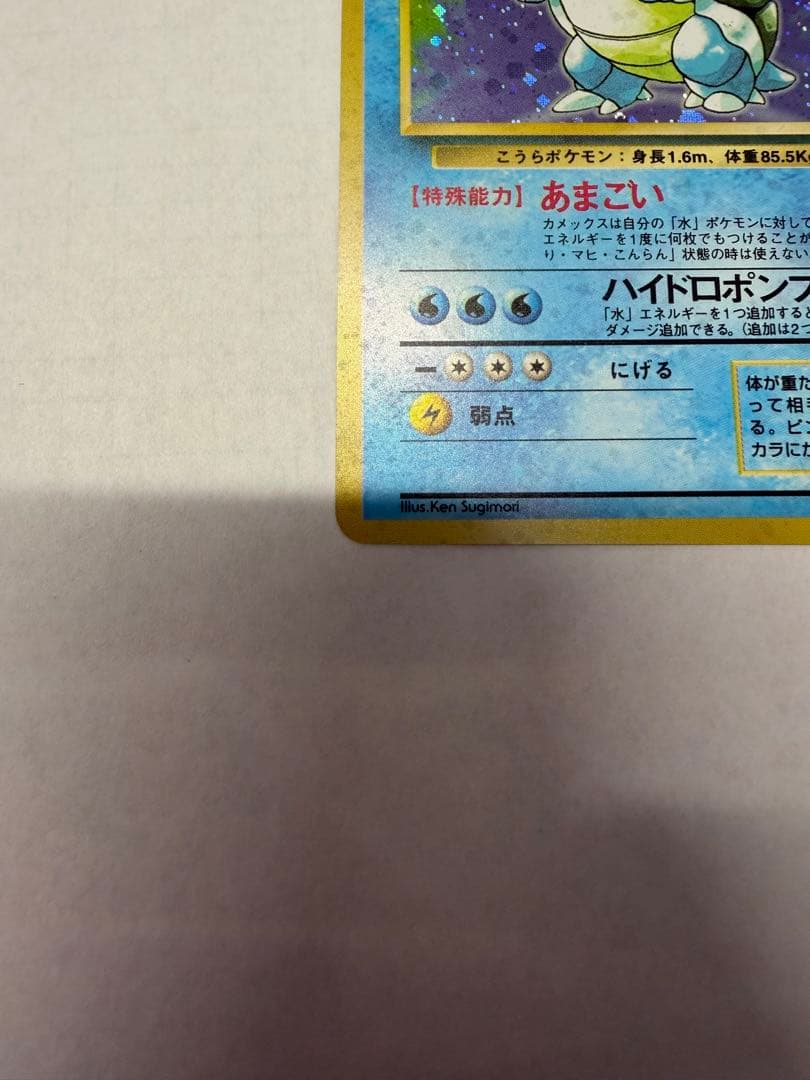 こうらポケモン：身長1.6m、体重85.5Kg
【特殊能力】 あまごい
カメックスは自分の「水」ポケモンに対して
エネルギーを1度に何枚でもつけることが
り・マヒ・こんらん」状態の時は使えない
ハイドロポンプ
「水」エネルギーを1つ追加すると
ダメージ追加できる。（追加は2つ
にげる
弱点
体が重た
って相手
る。ピン
カラにか
Illus.Ken Sugimori